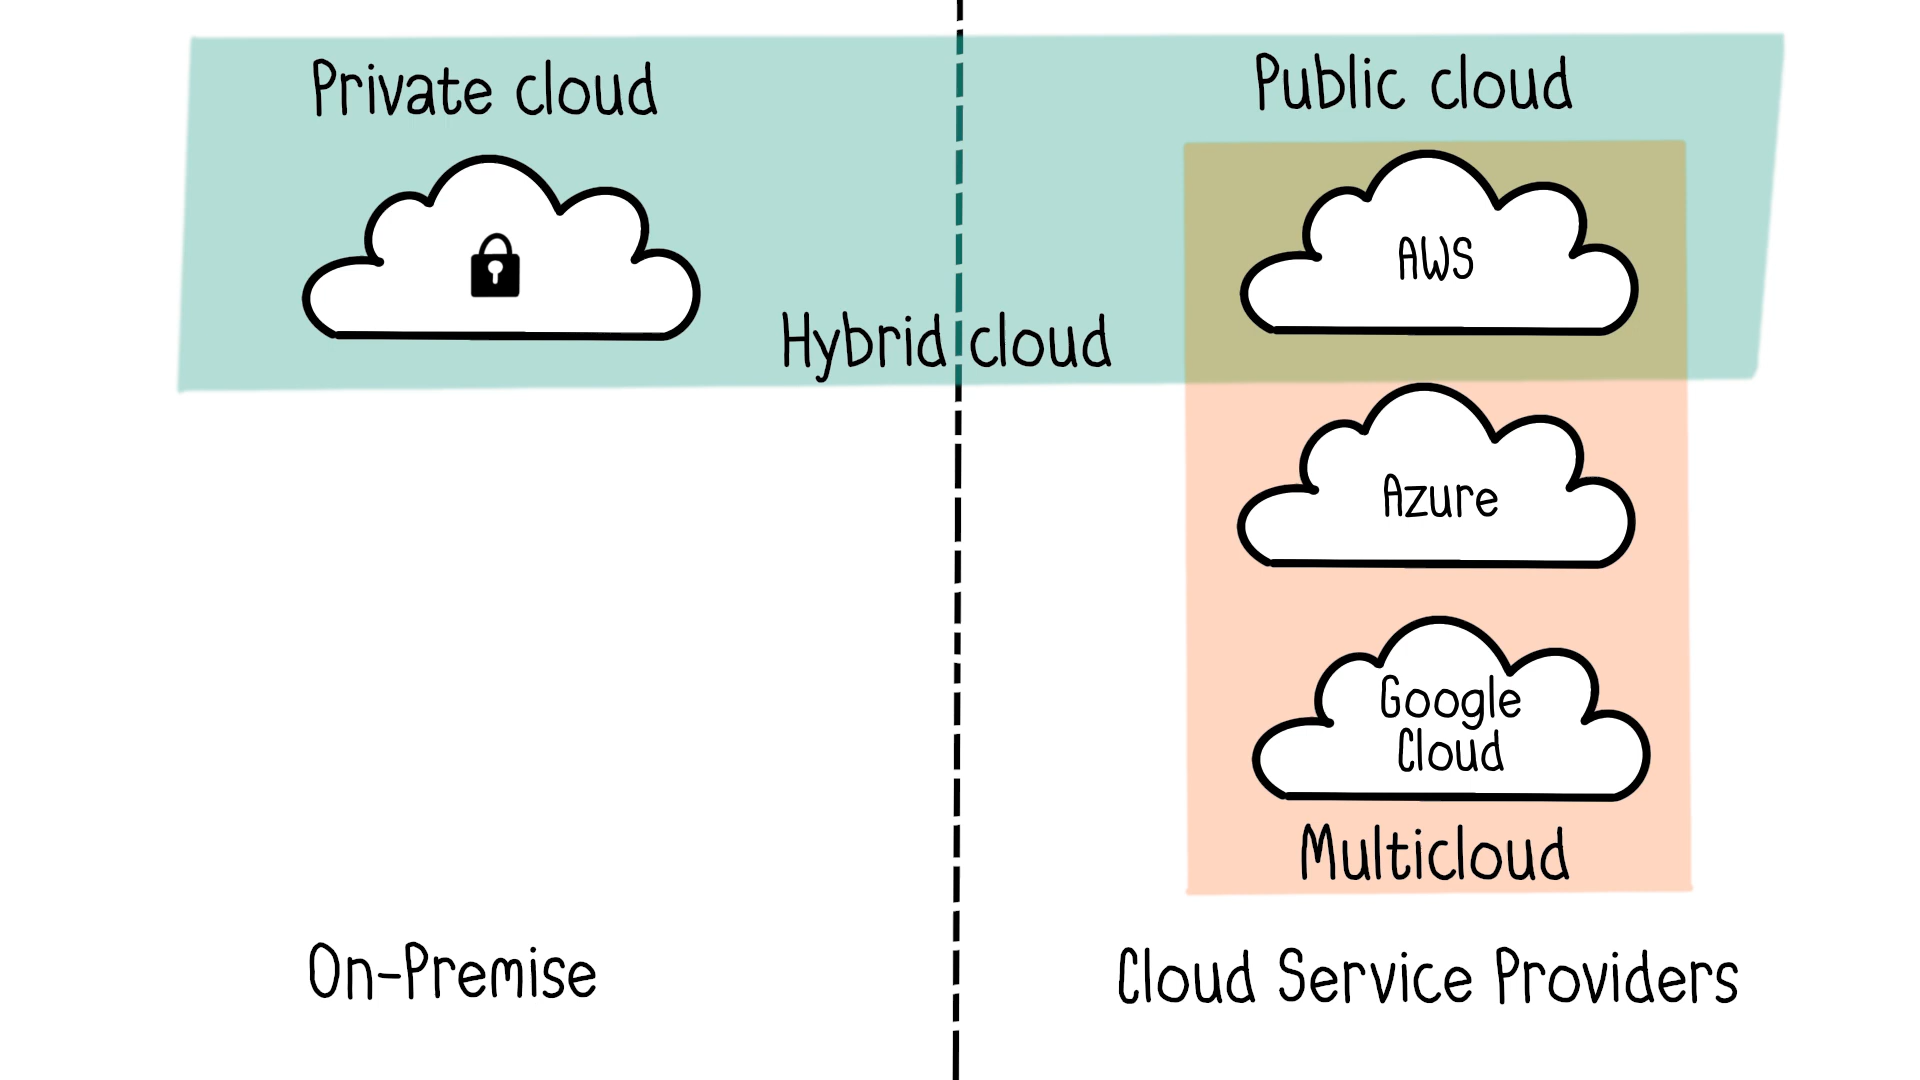 Private cloud
Public cloud
AWS
Hybrid cloud
Azure
Google
Cloud
Multicloud
On-Premise
Cloud Service Providers